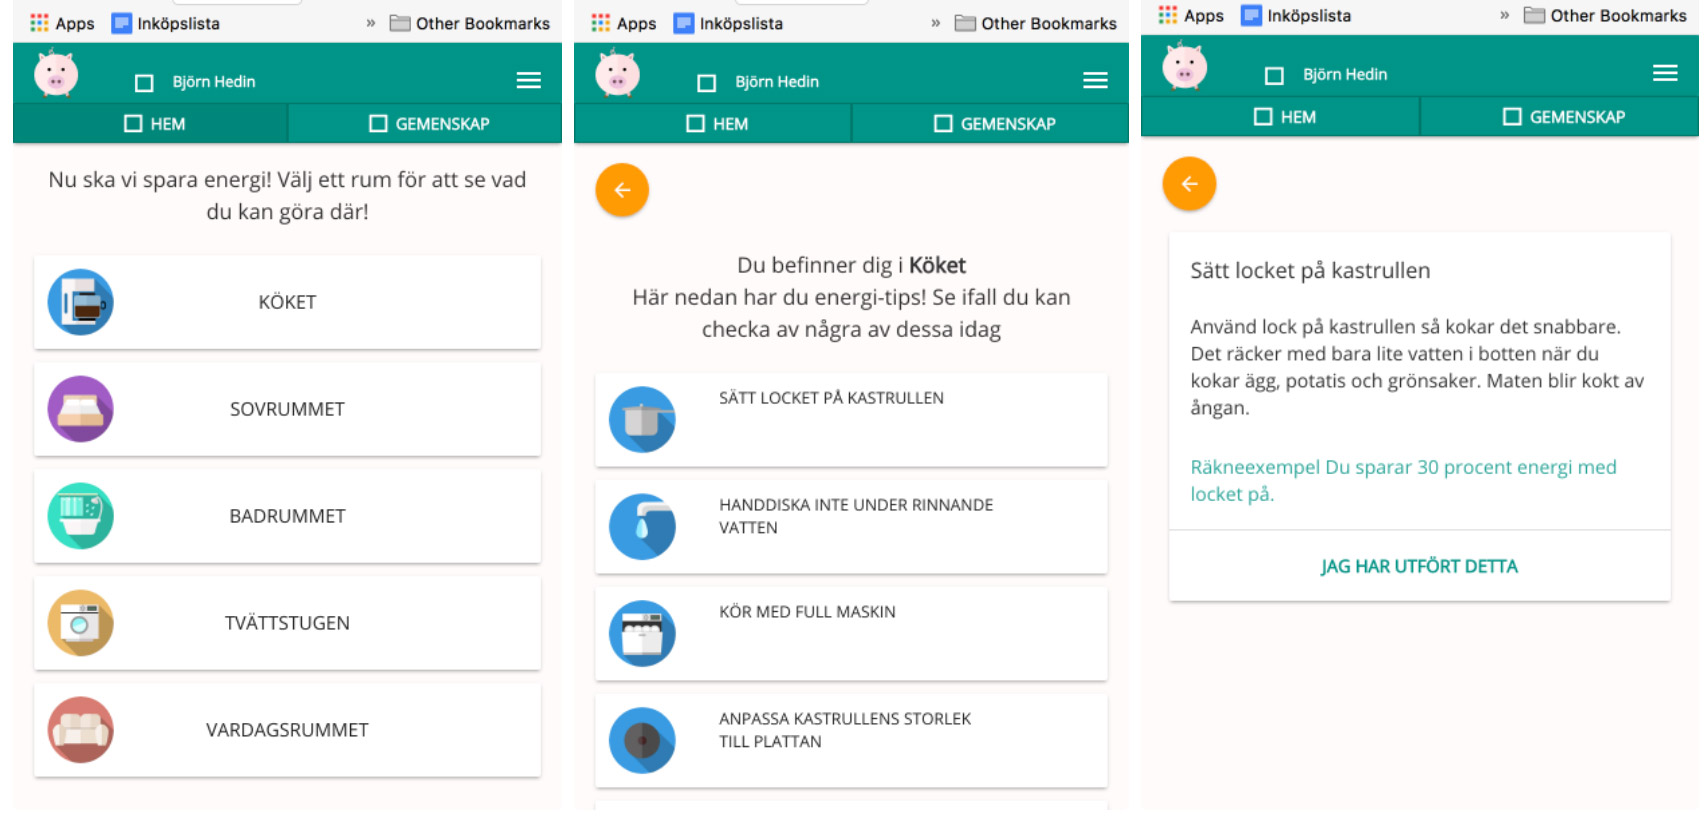 Apps Inköpslista » Other Bookmarks
Björn Hedin
HEM GEMENSKAP
Nu ska vi spara energi! Välj ett rum för att se vad
du kan göra där!
KÖKET
SOVRUMMET
BADRUMMET
TVÄTTSTUGEN
VARDAGSRUMMET
Apps Inköpslista » Other Bookmarks
Björn Hedin
HEM GEMENSKAP
Du befinner dig i Köket
Här nedan har du energi-tips! Se ifall du kan
checka av några av dessa idag
SÄTT LOCKET PÅ KASTRULLEN
HANDDISKA INTE UNDER RINNANDE
VATTEN
KÖR MED FULL MASKIN
ANPASSA KASTRULLENS STORLEK
TILL PLATTAN
Apps Inköpslista » Other Bookmarks
Björn Hedin
HEM GEMENSKAP
Sätt locket på kastrullen
Använd lock på kastrullen så kokar det snabbare.
Det räcker med bara lite vatten i botten när du
kokar ägg, potatis och grönsaker. Maten blir kokt av
ångan.
Räkneexempel Du sparar 30 procent energi med
locket på.
JAG HAR UTFÖRT DETTA